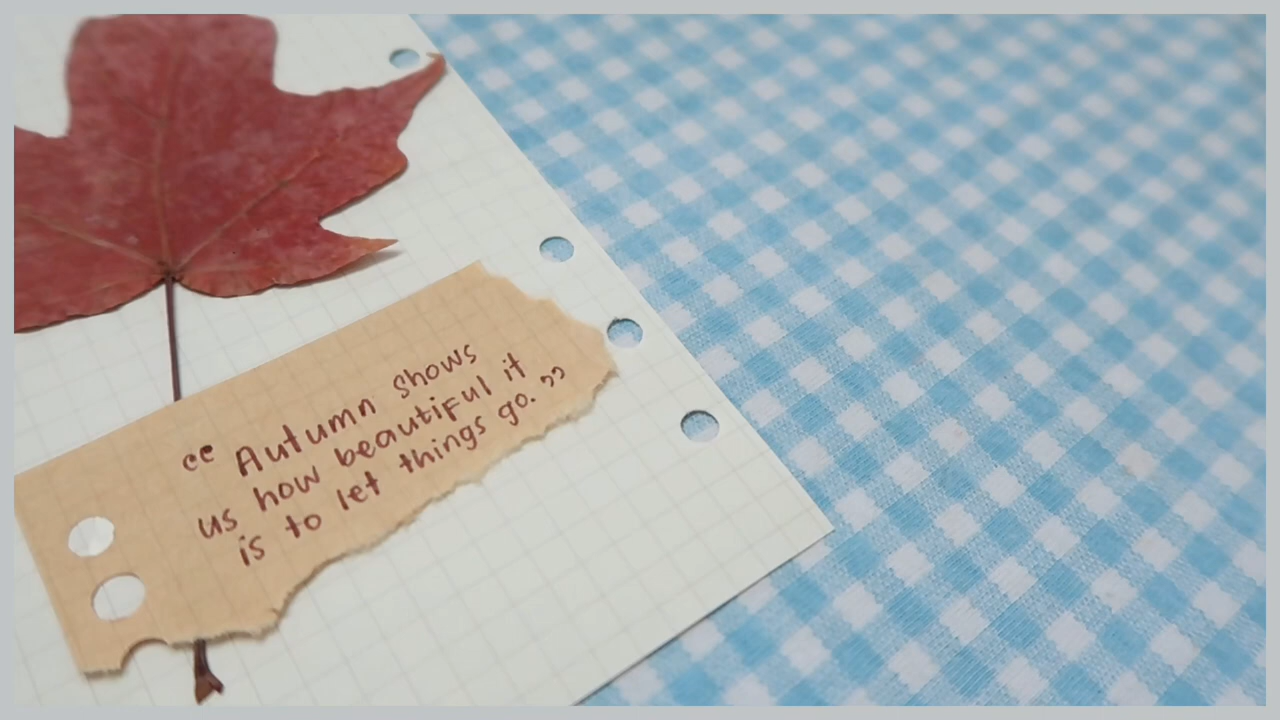 “ Autumn shows
us how beautiful it
is to let things go. ”